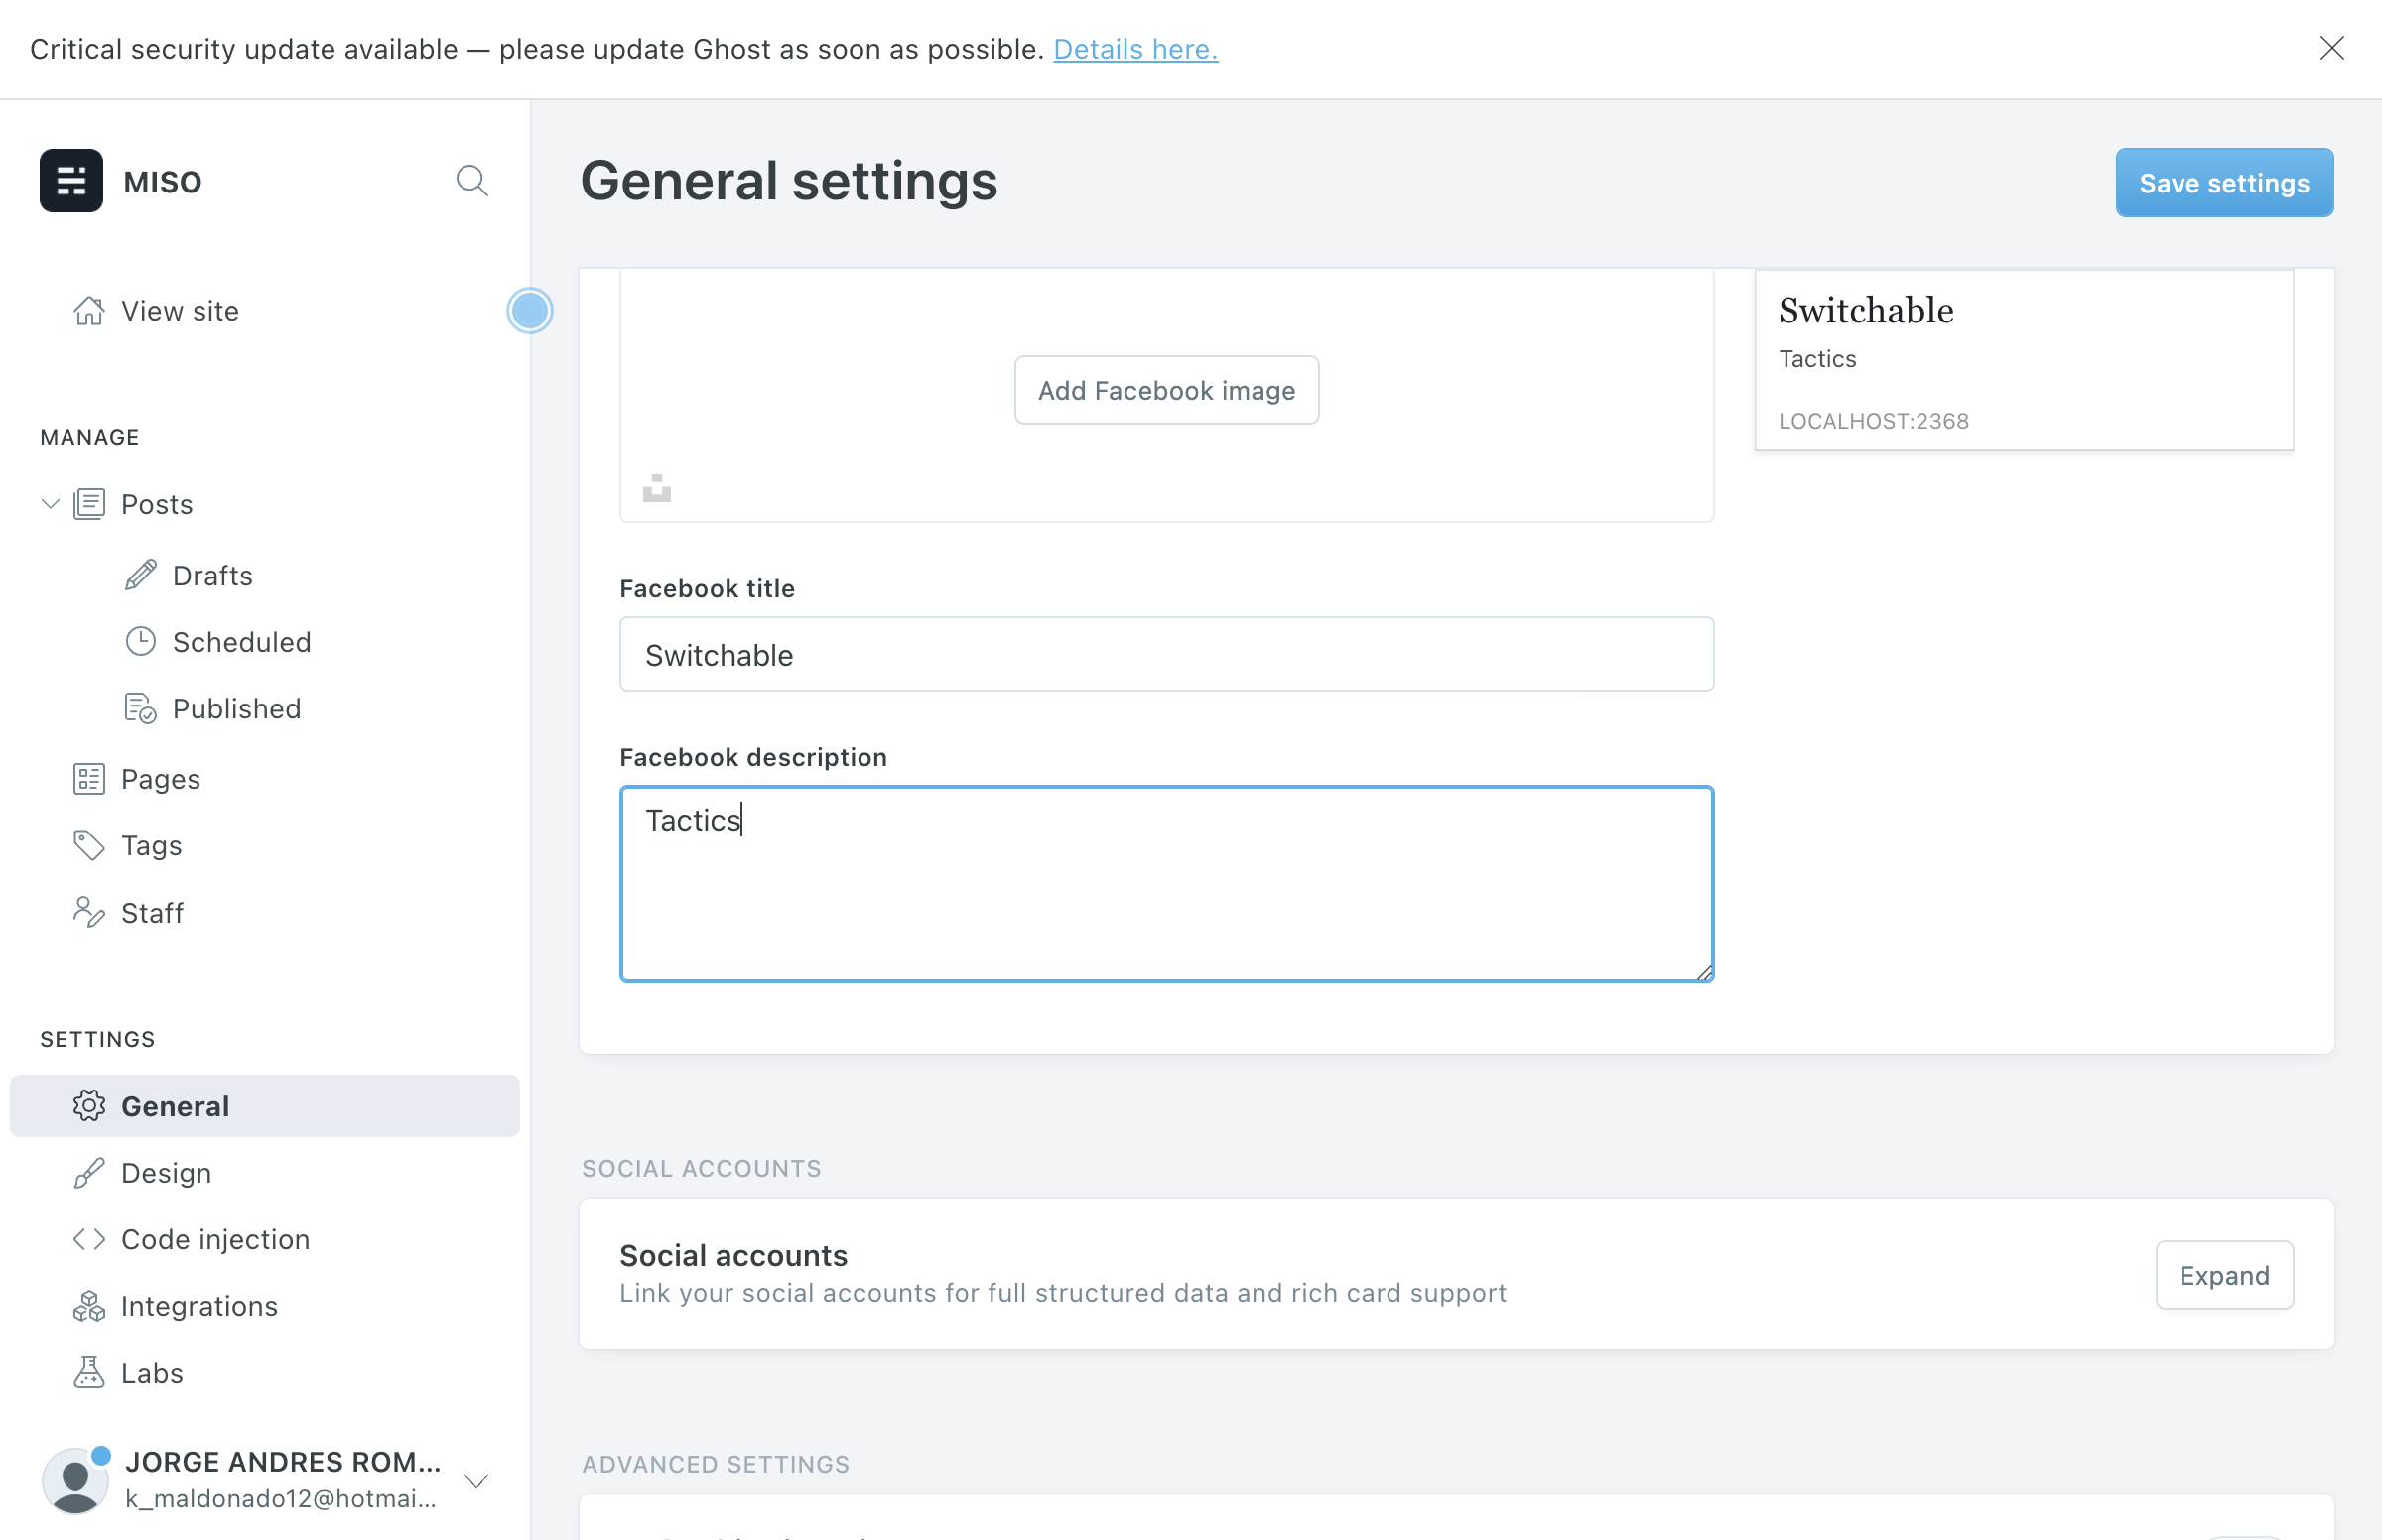 Critical security update available — please update Ghost as soon as possible. Details here.
MISO
View site
MANAGE
Posts
Drafts
Scheduled
Published
Pages
Tags
Staff
SETTINGS
General
Design
Code injection
Integrations
Labs
JORGE ANDRES ROM...
k_maldonado12@hotmai...
General settings
Save settings
Add Facebook image
Switchable
Tactics
LOCALHOST:2368
Facebook title
Switchable
Facebook description
Tactics
SOCIAL ACCOUNTS
Social accounts
Link your social accounts for full structured data and rich card support
Expand
ADVANCED SETTINGS